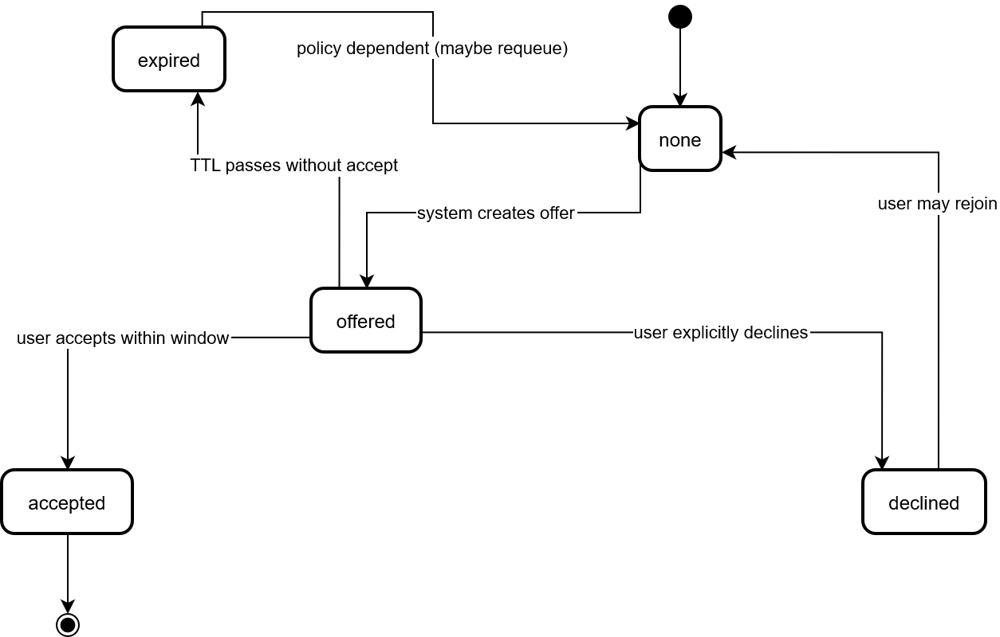 expired
policy dependent (maybe requeue)
none
TTL passes without accept
user may rejoin
system creates offer
offered
user accepts within window
user explicitly declines
accepted
declined